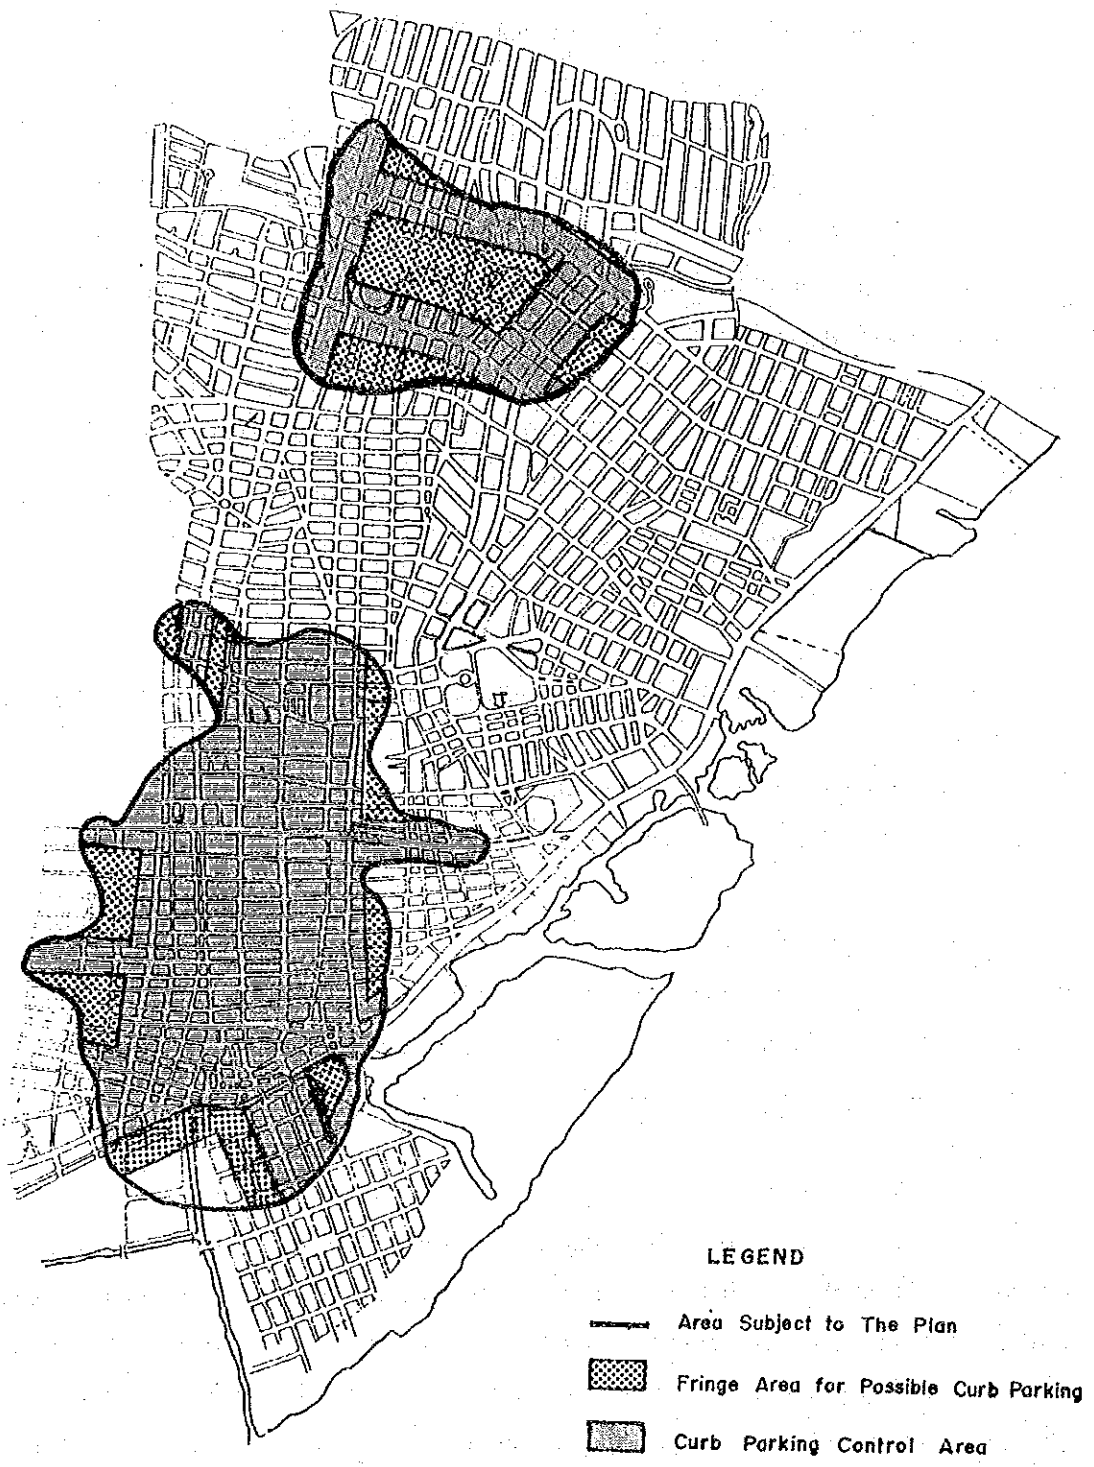 LEGEND
Area Subject to The Plan
Fringe Area for Possible Curb Parking
Curb Parking Control Area